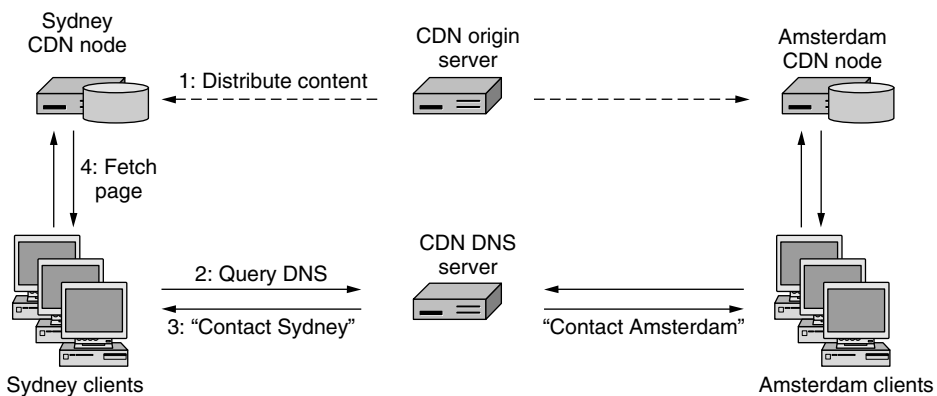 Sydney
CDN node
CDN origin
server
Amsterdam
CDN node
1: Distribute content
4: Fetch
page
CDN DNS
server
2: Query DNS
3: “Contact Sydney”
“Contact Amsterdam”
Sydney clients
Amsterdam clients